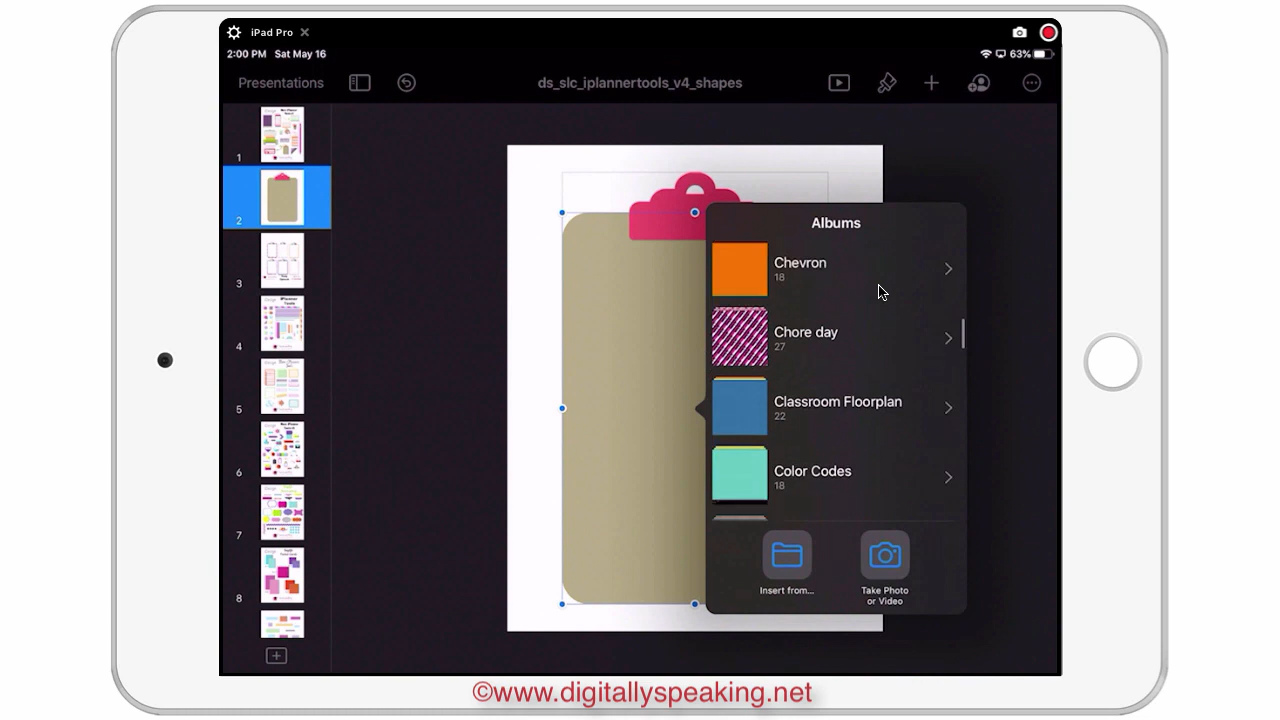 iPad Pro
2:00 PM Sat May 16
63%
Presentations
ds_slc_iplannertools_v4_shapes
1
2
3
4
5
6
7
8
Albums
Chevron
18
Chore day
27
Classroom Floorplan
22
Color Codes
18
Insert from...
Take Photo
or Video
©www.digitallyspeaking.net